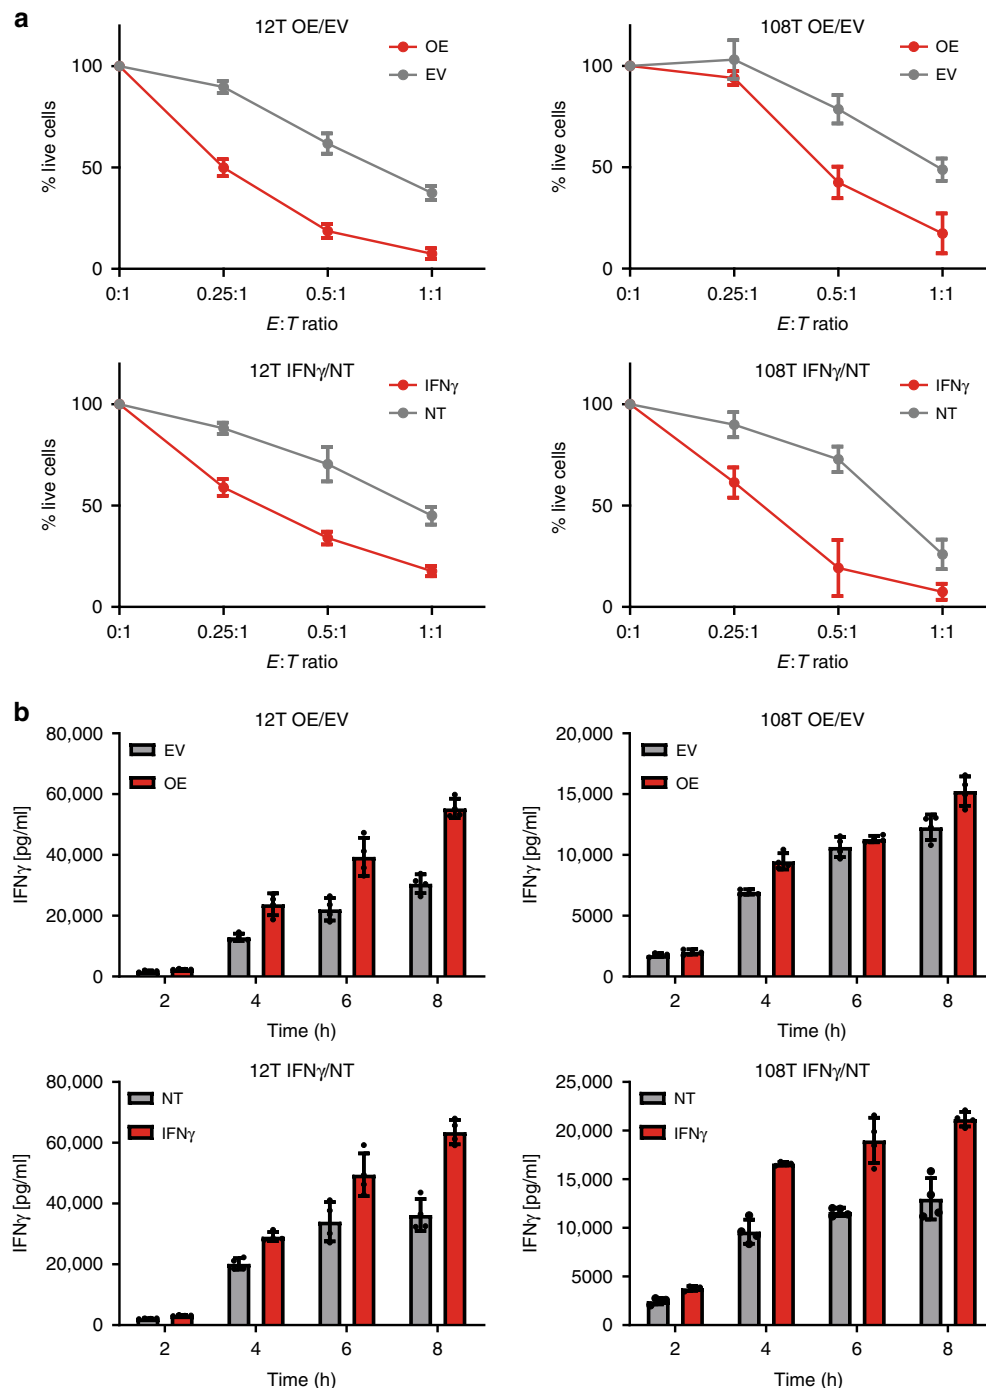 a
12T OE/EV
OE
EV
100
50
0
% live cells
0:1 0.25:1 0.5:1 1:1
E:T ratio
108T OE/EV
OE
EV
100
50
0
% live cells
0:1 0.25:1 0.5:1 1:1
E:T ratio
12T IFNγ/NT
IFNγ
NT
100
50
0
% live cells
0:1 0.25:1 0.5:1 1:1
E:T ratio
108T IFNγ/NT
IFNγ
NT
100
50
0
% live cells
0:1 0.25:1 0.5:1 1:1
E:T ratio
b
12T OE/EV
EV
OE
80,000
60,000
40,000
20,000
0
IFNγ [pg/ml]
2 4 6 8
Time (h)
108T OE/EV
EV
OE
20,000
15,000
10,000
5000
0
IFNγ [pg/ml]
2 4 6 8
Time (h)
12T IFNγ/NT
NT
IFNγ
80,000
60,000
40,000
20,000
0
IFNγ [pg/ml]
2 4 6 8
Time (h)
108T IFNγ/NT
NT
IFNγ
25,000
20,000
15,000
10,000
5000
0
IFNγ [pg/ml]
2 4 6 8
Time (h)